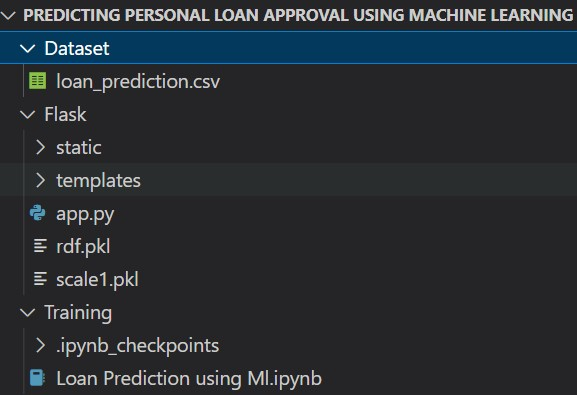 PREDICTING PERSONAL LOAN APPROVAL USING MACHINE LEARNING
Dataset
loan_prediction.csv
Flask
static
templates
app.py
rdf.pkl
scale1.pkl
Training
.ipynb_checkpoints
Loan Prediction using Ml.ipynb